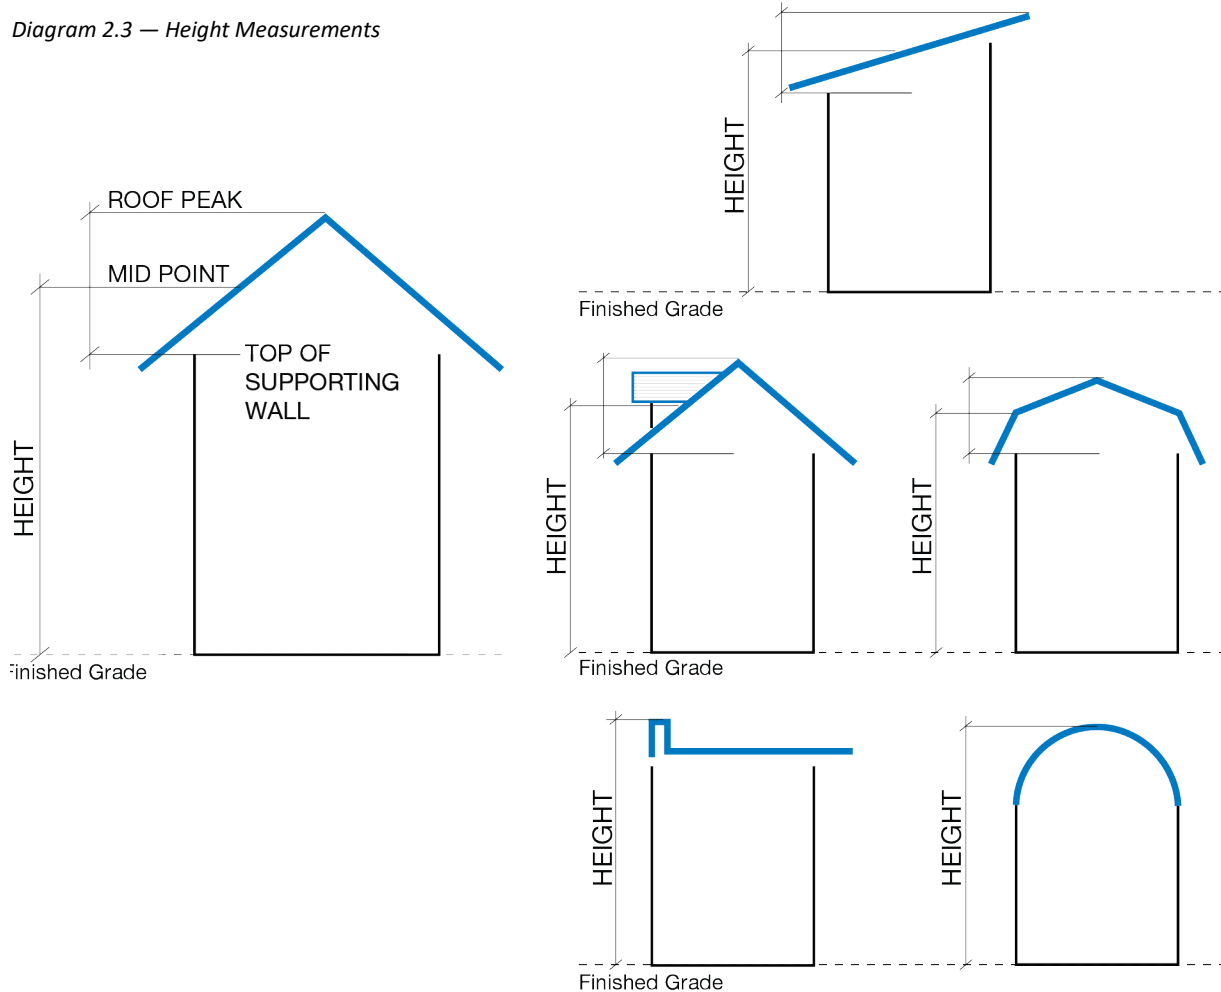 Diagram 2.3 — Height Measurements
ROOF PEAK
MID POINT
TOP OF
SUPPORTING
WALL
HEIGHT
Finished Grade
HEIGHT
Finished Grade
HEIGHT
Finished Grade
HEIGHT
HEIGHT
Finished Grade
HEIGHT